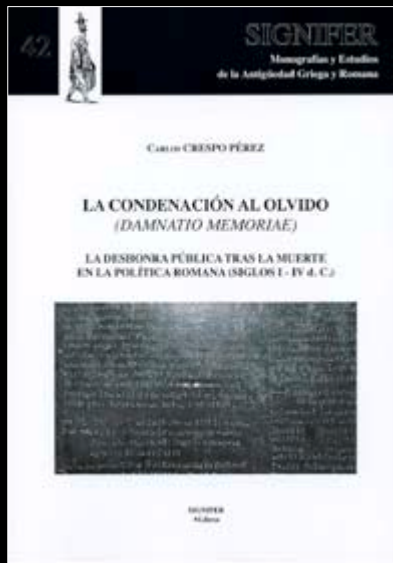 42
SIGNIFER
Monografías y Estudios
de la Antigüedad Griega y Romana
CARLOS CRESPO PÉREZ
LA CONDENACIÓN AL OLVIDO
(DAMNATIO MEMORIAE)
LA DESHONRA PÚBLICA TRAS LA MUERTE
EN LA POLÍTICA ROMANA (SIGLOS I - IV d. C.)
SIGNIFER